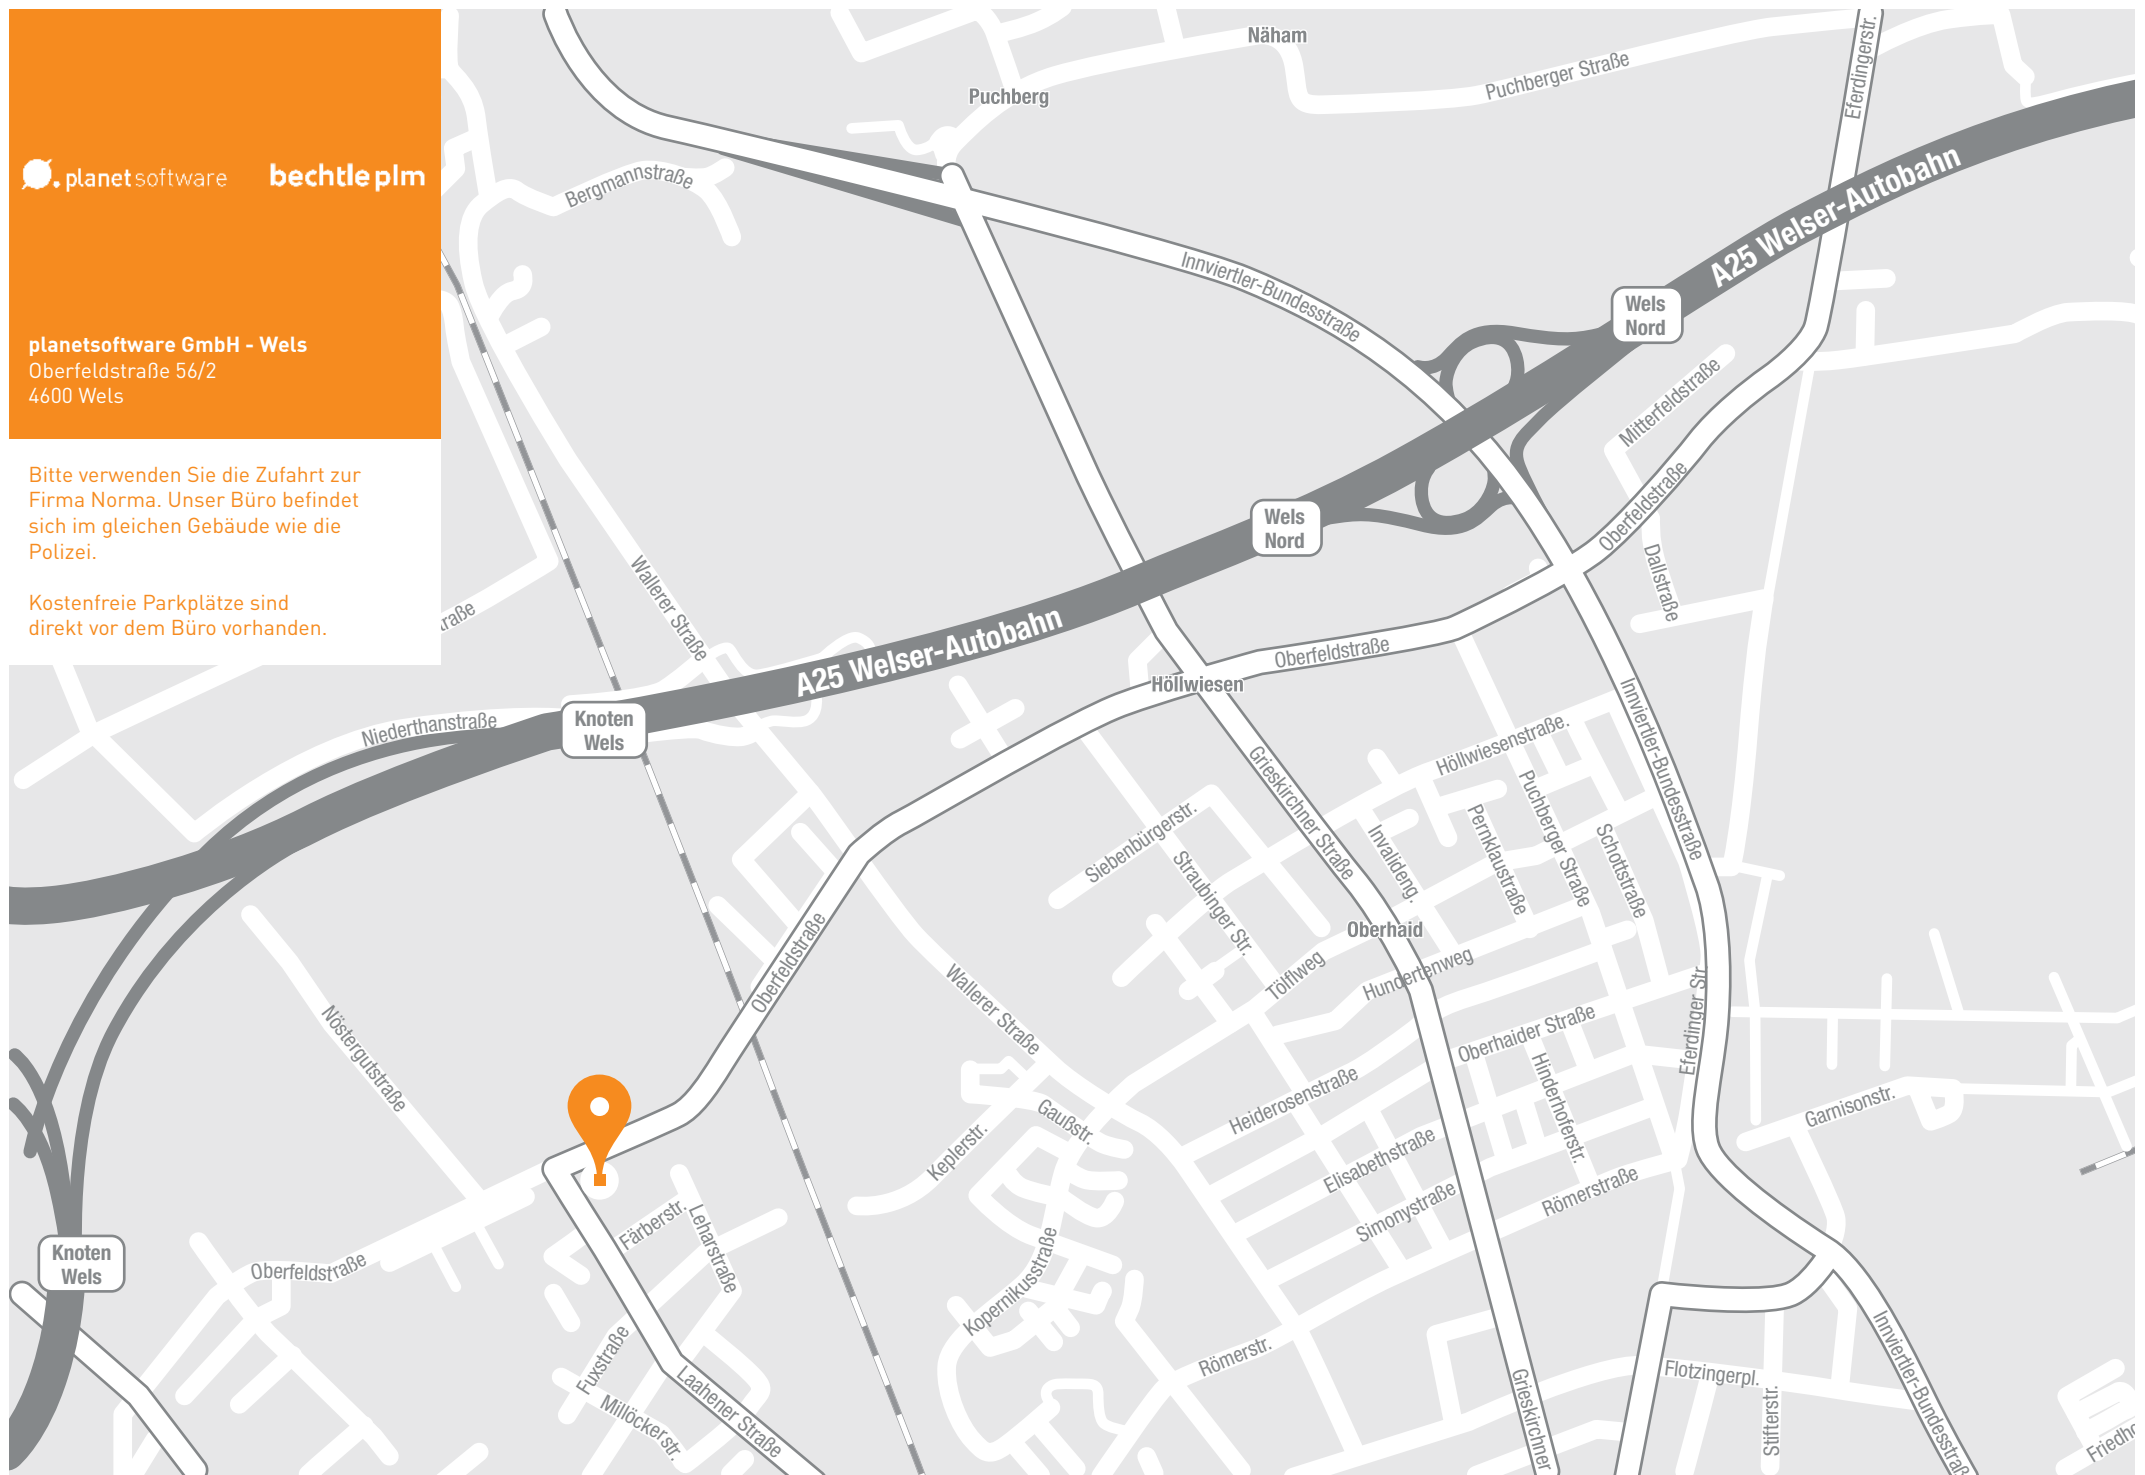 planetsoftware
bechtle plm
planetsoftware GmbH - Wels
Oberfeldstraße 56/2
4600 Wels
Bitte verwenden Sie die Zufahrt zur
Firma Norma. Unser Büro befindet
sich im gleichen Gebäude wie die
Polizei.
Kostenfreie Parkplätze sind
direkt vor dem Büro vorhanden.
Näham
Puchberg
Puchberger Straße
Eferdingerstr.
Bergmannstraße
A25 Welser-Autobahn
Innviertler-Bundesstraße
Wels
Nord
Mitterfeldstraße
Oberfeldstraße
Wels
Nord
Dallstraße
Wallerer Straße
raße
A25 Welser-Autobahn
Oberfeldstraße
Höllwiesen
Niederthanstraße
Knoten
Wels
Höllwiesenstraße.
Innviertler-Bundesstraße
Grieskirchner Straße
Siebenbürgerstr.
Straubinger Str.
Invalideng.
Pernklaustraße
Puchberger Straße
Schottstraße
Oberhaid
Oberfeldstraße
Wallerer Straße
Tölflweg
Hundertenweg
Eferdinger Str
Oberhaider Straße
Nöstergutstraße
Heiderosenstraße
Hinderhoferstr.
Garnisonstr.
Gaußstr.
Keplerstr.
Elisabethstraße
Simonystraße
Römerstraße
Färberstr.
Leharstraße
Knoten
Wels
Oberfeldstraße
Kopernikusstraße
Fuxstraße
Römerstr.
Laahener Straße
Millöckerstr.
Grieskirchner
Flotzingerpl.
Stifterstr.
Innviertler-Bundesstraß
Friedho